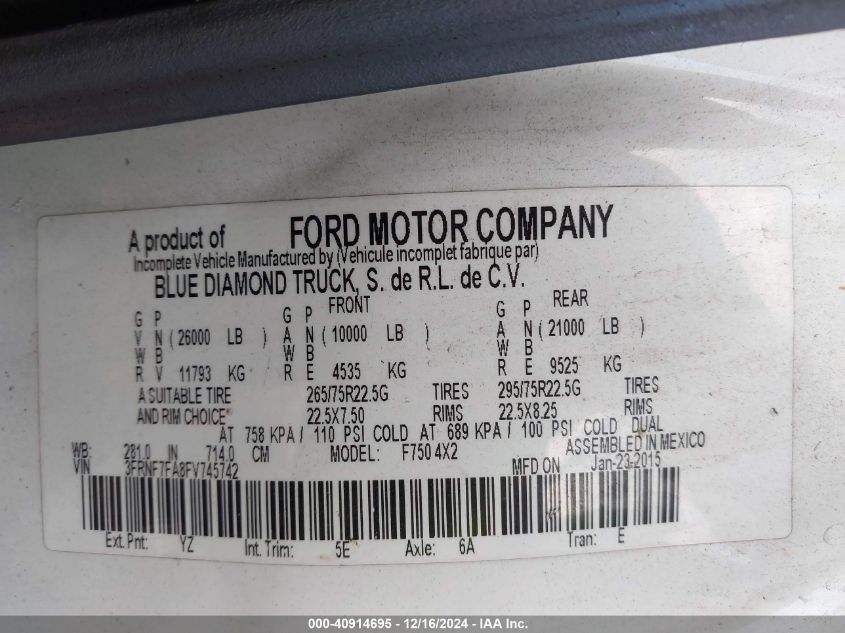 A product of FORD MOTOR COMPANY
Incomplete Vehicle Manufactured by (Vehicule incomplet fabrique par)
BLUE DIAMOND TRUCK, S. de R.L. de C.V.
FRONT REAR
G P G P G P
V N ( 26000 LB ) A N ( 10000 LB ) A N ( 21000 LB )
W B W B W B
R V 11793 KG R E 4535 KG R E 9525 KG
A SUITABLE TIRE 265/75R22.5G TIRES 295/75R22.5G TIRES
AND RIM CHOICE* 22.5X7.50 RIMS 22.5X8.25 RIMS
AT 758 KPA / 110 PSI COLD AT 689 KPA / 100 PSI COLD DUAL
WB: 281.0 IN 714.0 CM MODEL: F750 4X2 ASSEMBLED IN MEXICO
VIN 3FRNF7FA8FV745742 MFD ON Jan-23-2015
Ext. Pnt: YZ Int. Trim: 5E Axle: 6A Tran: E
000-40914695 - 12/16/2024 - IAA Inc.